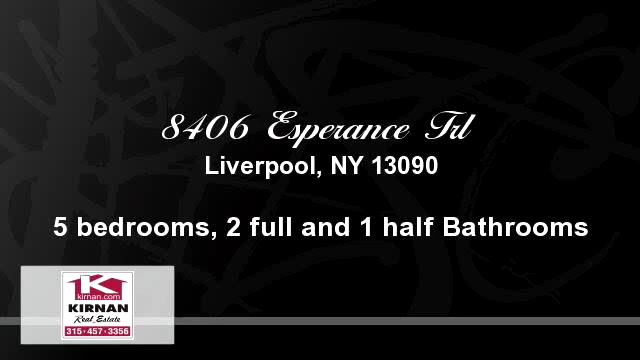 8406 Esperance Trl
Liverpool, NY 13090
5 bedrooms, 2 full and 1 half Bathrooms
K
kirnan.com
KIRNAN
Real Estate
315·457·3356